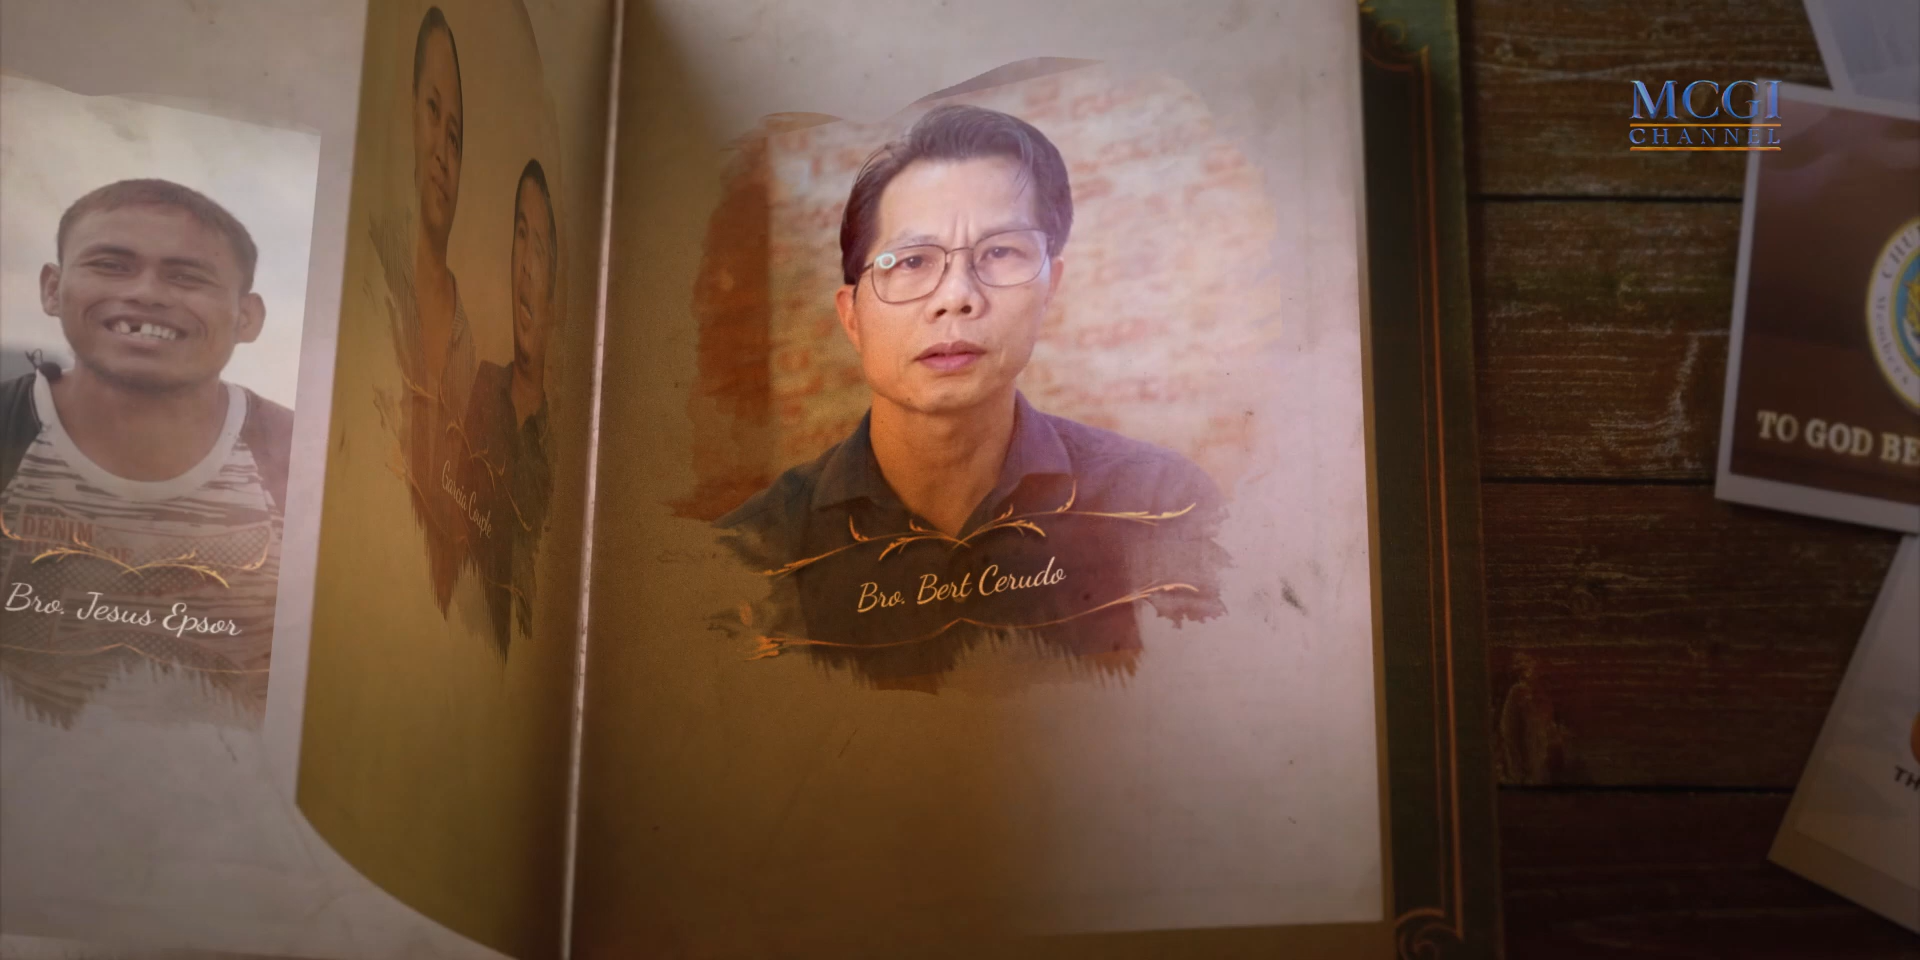 MCGI
CHANNEL
TO GOD BE
Garcia Couple
Bro. Bert Cerudo
Bro. Jesus Epsor